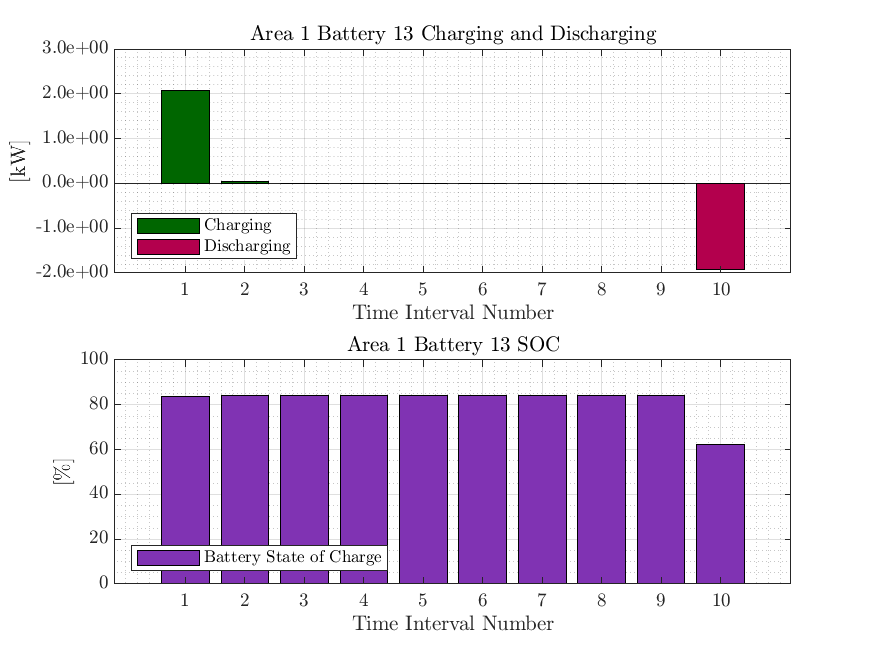 Area 1 Battery 13 Charging and Discharging
3.0e+00
2.0e+00
1.0e+00
0.0e+00
-1.0e+00
-2.0e+00
[kW]
Charging
Discharging
1 2 3 4 5 6 7 8 9 10
Time Interval Number
Area 1 Battery 13 SOC
100
80
60
40
20
0
[%]
Battery State of Charge
1 2 3 4 5 6 7 8 9 10
Time Interval Number